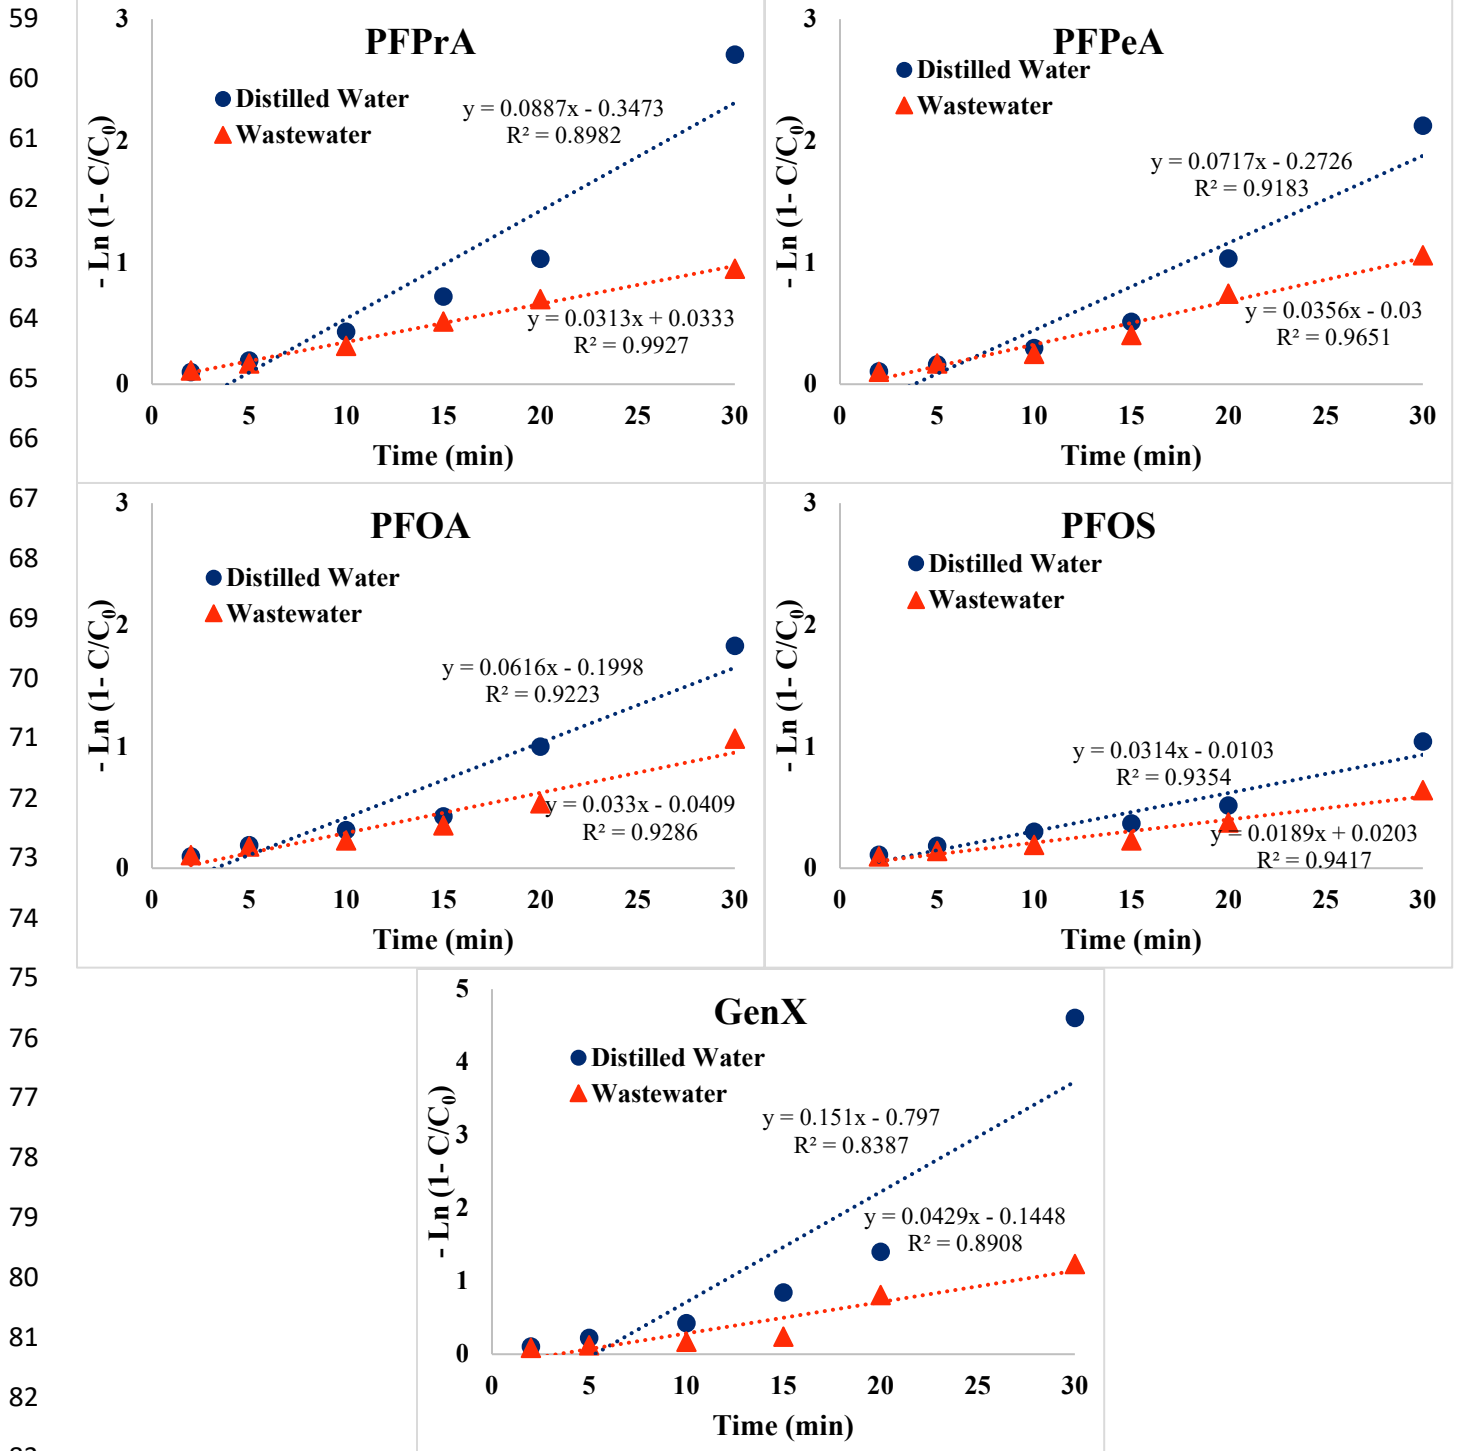 59
60
61
62
63
64
65
66
67
68
69
70
71
72
73
74
75
76
77
78
79
80
81
82
PFPrA
Distilled Water
Wastewater
y = 0.0887x - 0.3473
R² = 0.8982
y = 0.0313x + 0.0333
R² = 0.9927
- Ln (1- C/C₀)
3
2
1
0
0 5 10 15 20 25 30
Time (min)
PFPeA
Distilled Water
Wastewater
y = 0.0717x - 0.2726
R² = 0.9183
y = 0.0356x - 0.03
R² = 0.9651
- Ln (1- C/C₀)
3
2
1
0
0 5 10 15 20 25 30
Time (min)
PFOA
Distilled Water
Wastewater
y = 0.0616x - 0.1998
R² = 0.9223
y = 0.033x - 0.0409
R² = 0.9286
- Ln (1- C/C₀)
3
2
1
0
0 5 10 15 20 25 30
Time (min)
PFOS
Distilled Water
Wastewater
y = 0.0314x - 0.0103
R² = 0.9354
y = 0.0189x + 0.0203
R² = 0.9417
- Ln (1- C/C₀)
3
2
1
0
0 5 10 15 20 25 30
Time (min)
GenX
Distilled Water
Wastewater
y = 0.151x - 0.797
R² = 0.8387
y = 0.0429x - 0.1448
R² = 0.8908
- Ln (1- C/C₀)
5
4
3
2
1
0
0 5 10 15 20 25 30
Time (min)